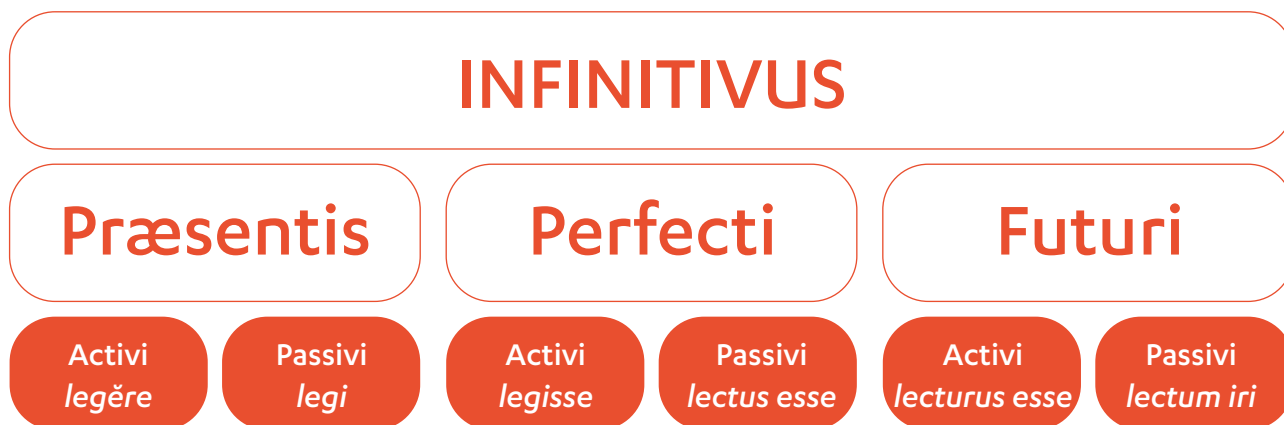 INFINITIVUS
Præsentis
Perfecti
Futuri
Activi
legĕre
Passivi
legi
Activi
legisse
Passivi
lectus esse
Activi
lecturus esse
Passivi
lectum iri